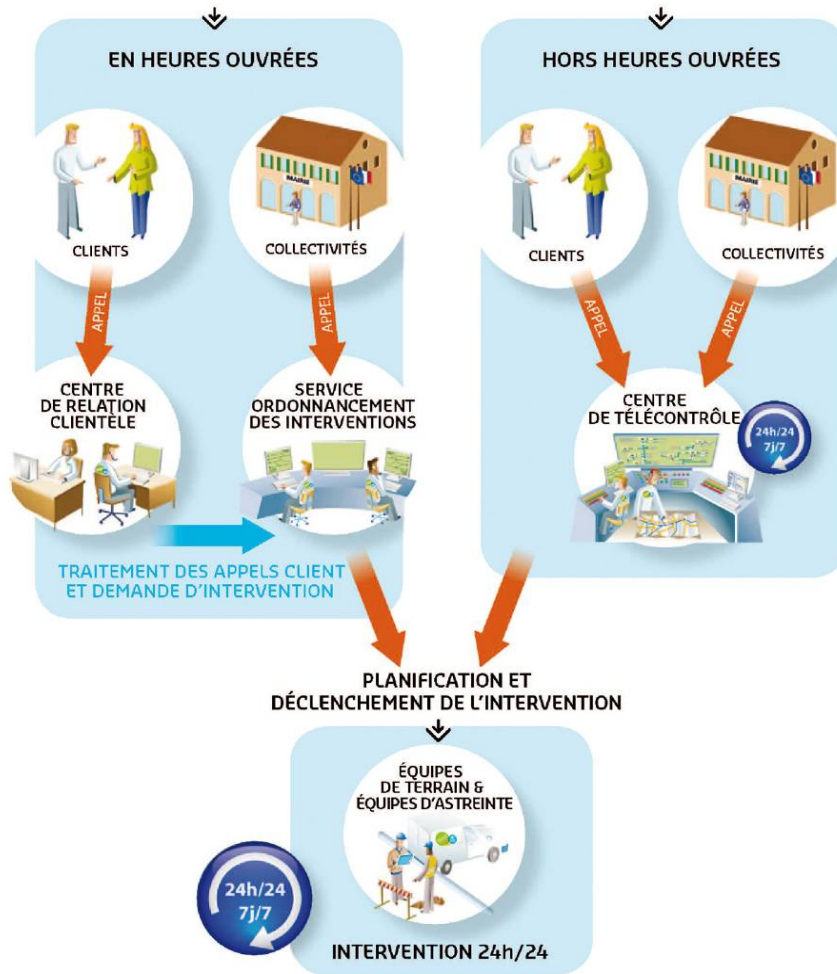 EN HEURES OUVRÉES
CLIENTS
MAIRIE
COLLECTIVITÉS
APPEL
APPEL
CENTRE
DE RELATION
CLIENTÈLE
SERVICE
ORDONNANCEMENT
DES INTERVENTIONS
TRAITEMENT DES APPELS CLIENT
ET DEMANDE D'INTERVENTION
HORS HEURES OUVRÉES
CLIENTS
MAIRIE
COLLECTIVITÉS
APPEL
APPEL
CENTRE
DE TÉLÉCONTRÔLE
24h/24
7j/7
PLANIFICATION ET
DÉCLENCHEMENT DE L'INTERVENTION
ÉQUIPES
DE TERRAIN &
ÉQUIPES D'ASTREINTE
24h/24
7j/7
INTERVENTION 24h/24